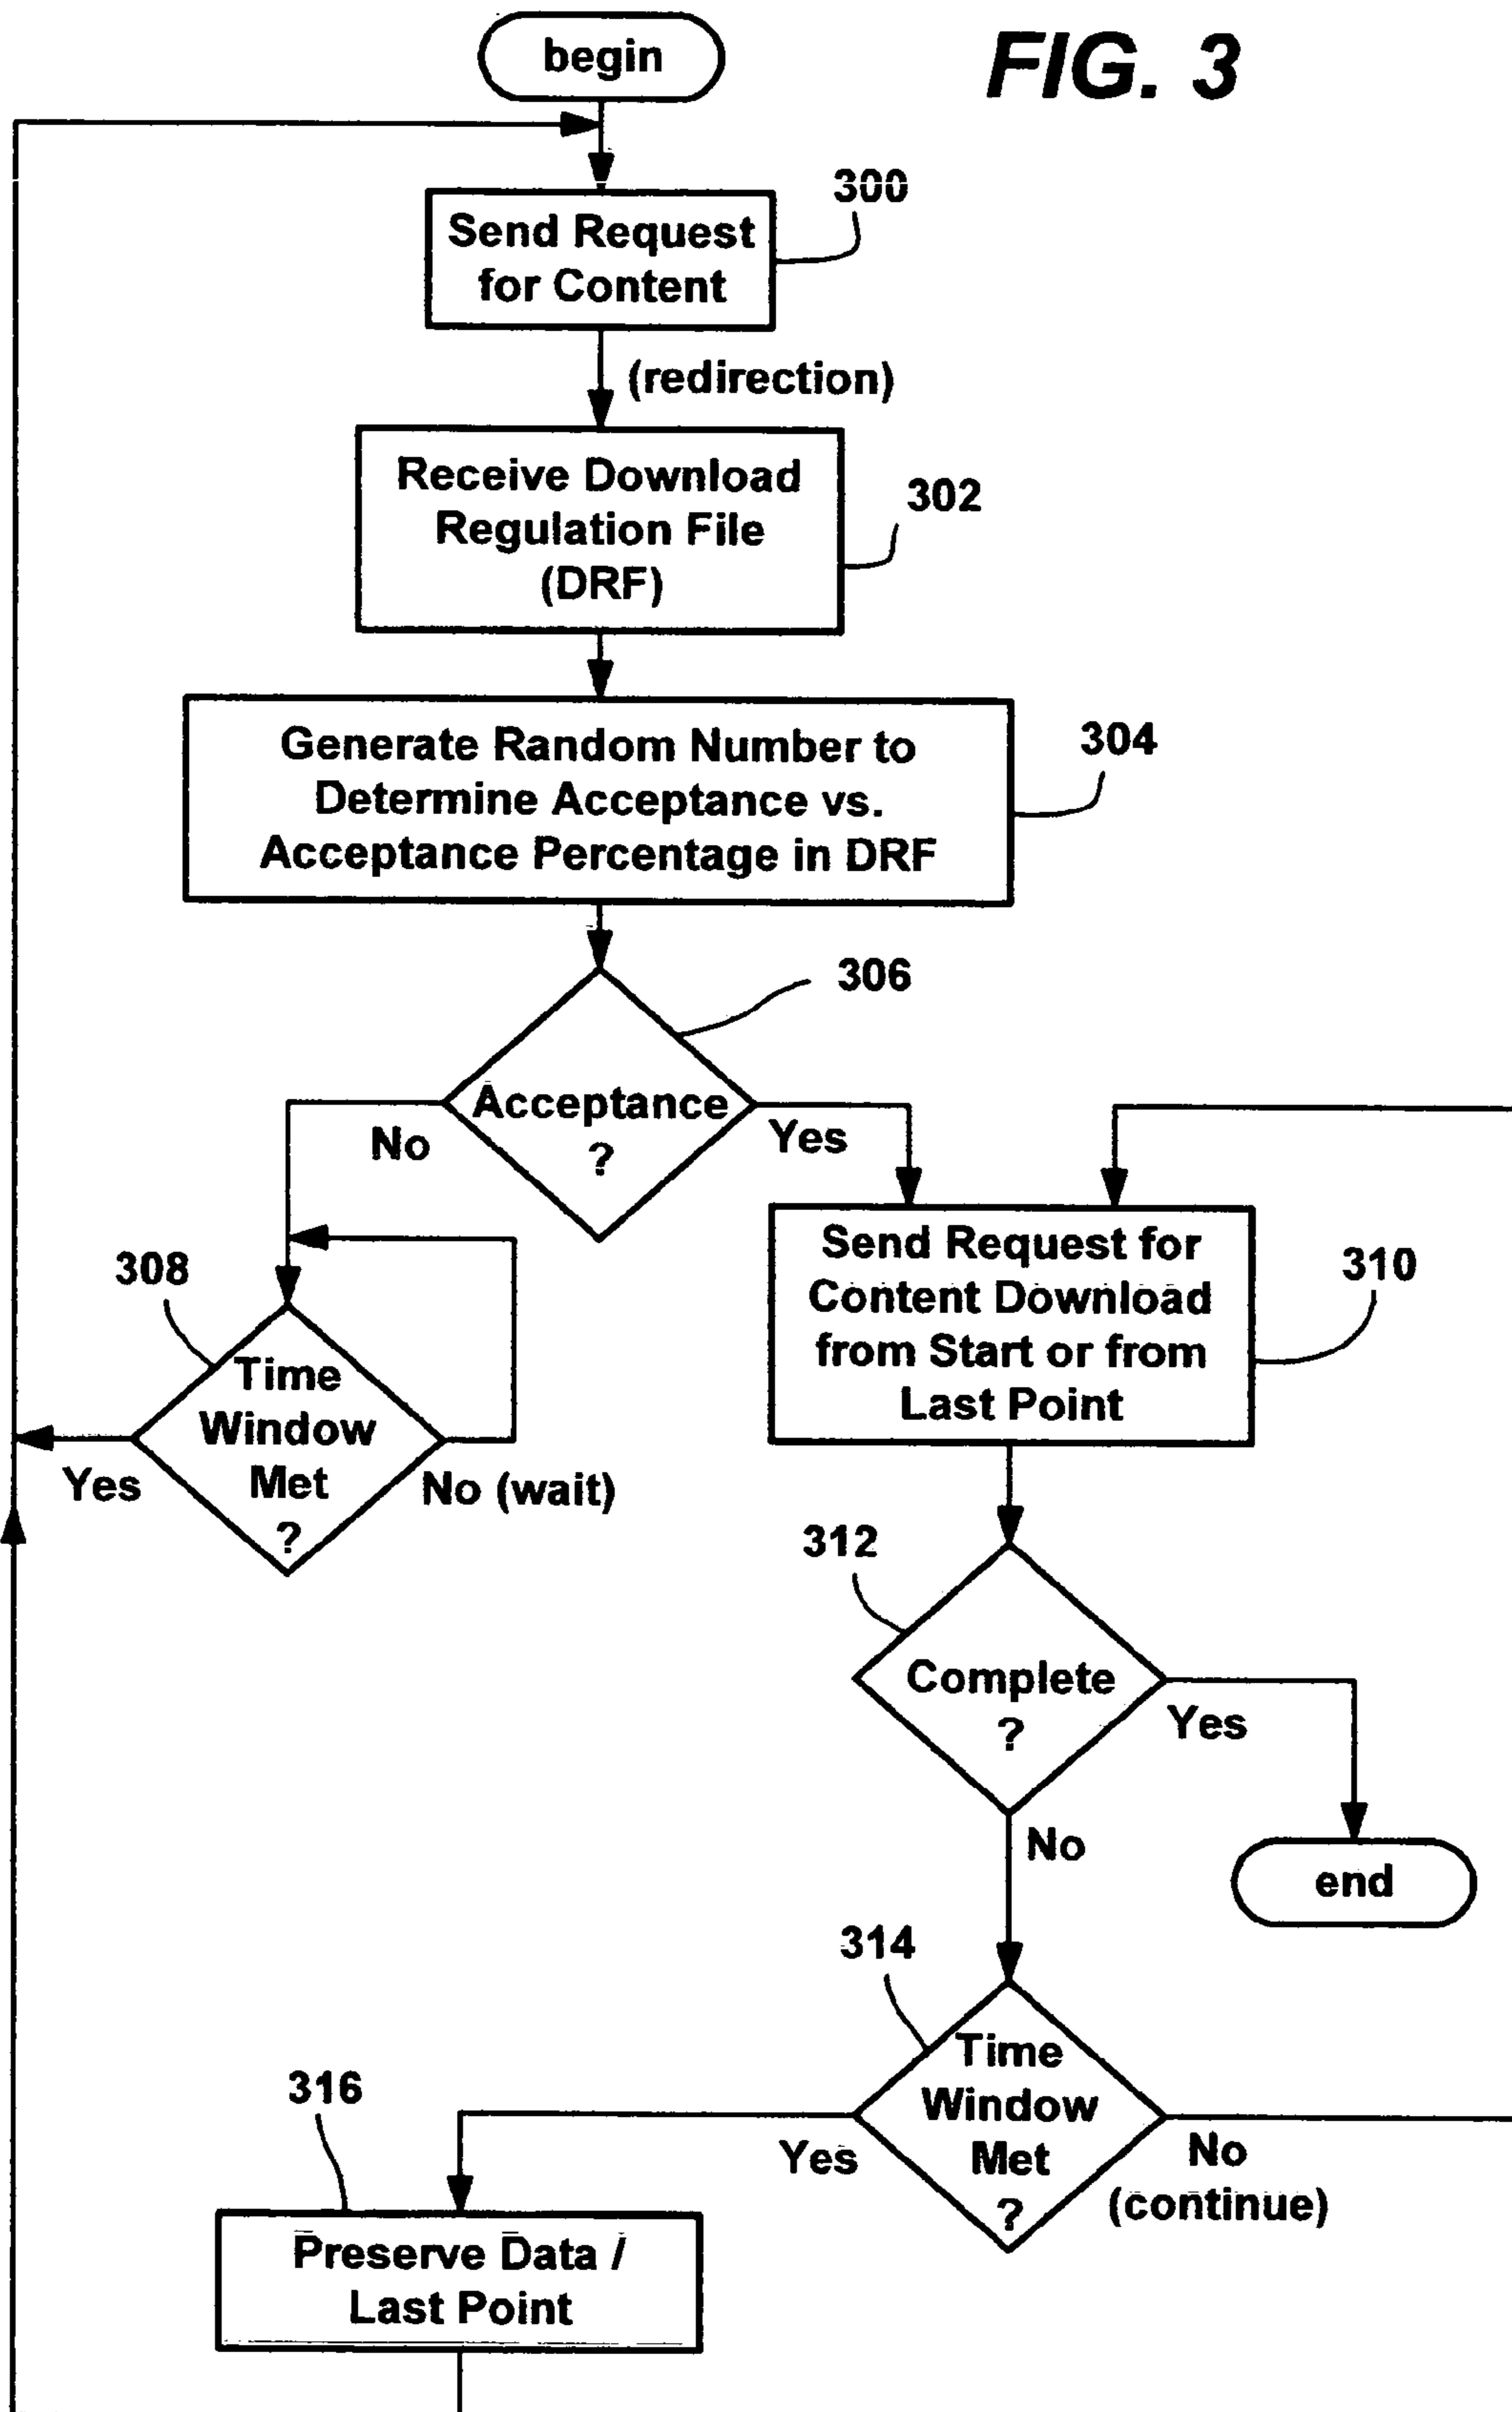 begin
FIG. 3
300
Send Request
for Content
(redirection)
Receive Download
Regulation File
(DRF)
302
Generate Random Number to
Determine Acceptance vs.
Acceptance Percentage in DRF
304
306
Acceptance
?
No
Yes
308
Time
Window
Met
?
Yes
No (wait)
Send Request for
Content Download
from Start or from
Last Point
310
312
Complete
?
Yes
No
end
314
Time
Window
Met
?
Yes
No
(continue)
316
Preserve Data /
Last Point